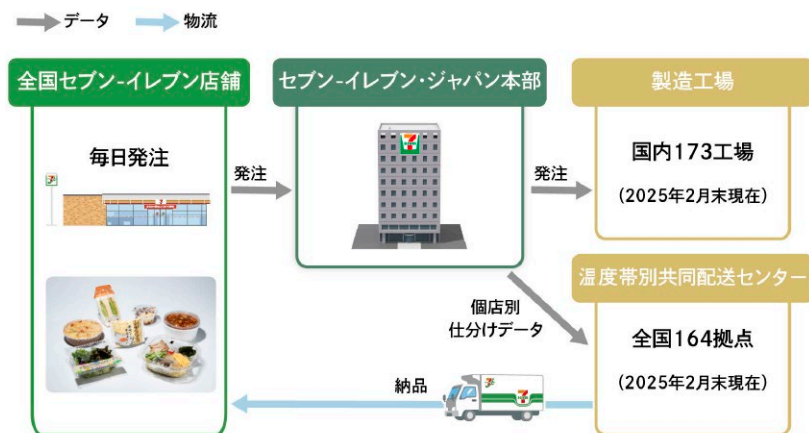 データ
物流
全国セブン-イレブン店舗
毎日発注
発注
セブン-イレブン・ジャパン本部
発注
製造工場
国内173工場
(2025年2月末現在)
個店別
仕分けデータ
温度帯別共同配送センター
全国164拠点
(2025年2月末現在)
納品